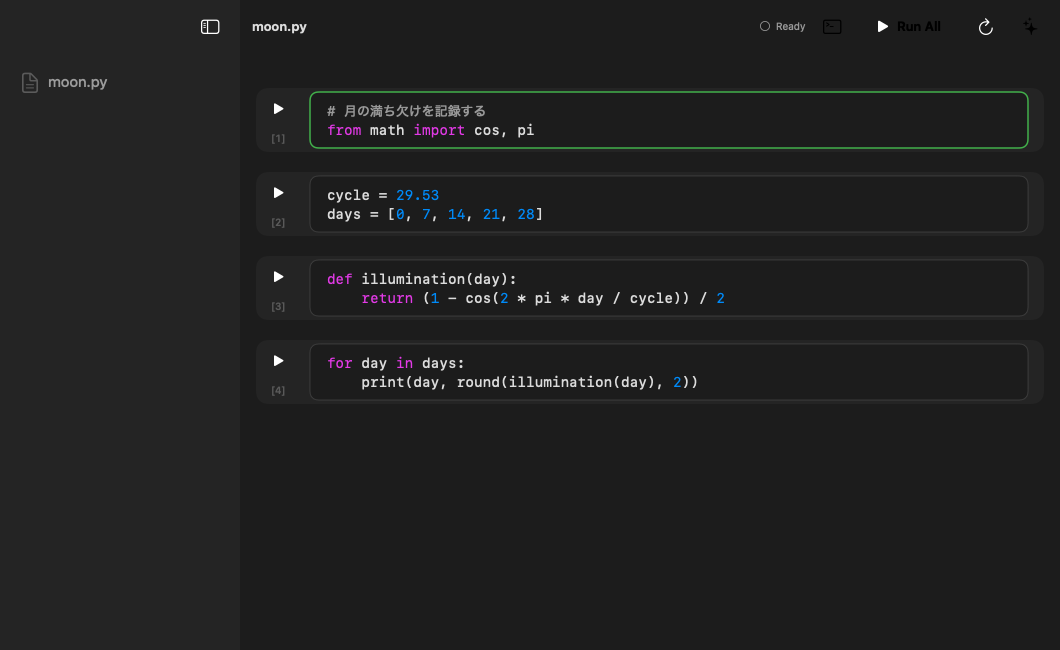 moon.py
Ready
Run All
moon.py
# 月の満ち欠けを記録する
from math import cos, pi
[1]
cycle = 29.53
days = [0, 7, 14, 21, 28]
[2]
def illumination(day):
    return (1 - cos(2 * pi * day / cycle)) / 2
[3]
for day in days:
    print(day, round(illumination(day), 2))
[4]